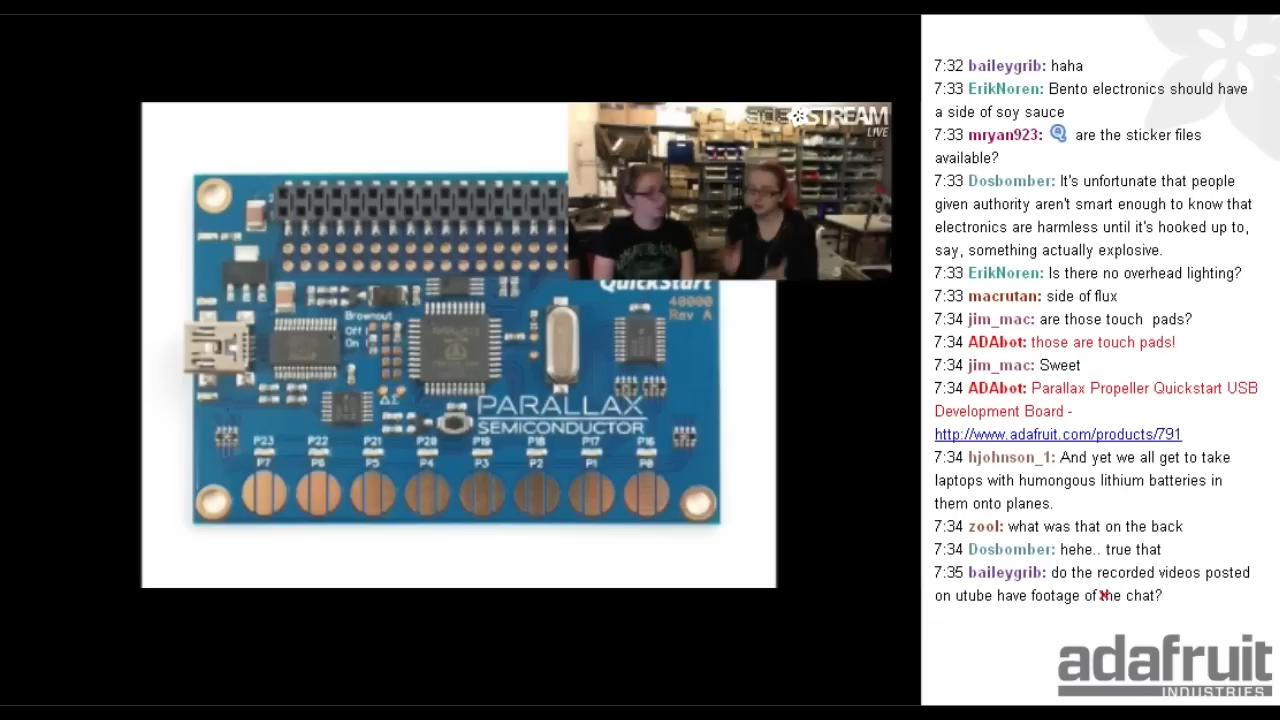 STREAM
LIVE
QuickStart
40000
Rev A
Brownout
Off
On
PARALLAX
SEMICONDUCTOR
P23 P22 P21 P20 P19 P18 P17 P16
P7 P6 P5 P4 P3 P2 P1 P0
7:32 baileygrib: haha
7:33 ErikNoren: Bento electronics should have
a side of soy sauce
7:33 mryan923: are the sticker files
available?
7:33 Dosbomber: It's unfortunate that people
given authority aren't smart enough to know that
electronics are harmless until it's hooked up to,
say, something actually explosive.
7:33 ErikNoren: Is there no overhead lighting?
7:33 macrutan: side of flux
7:34 jim_mac: are those touch pads?
7:34 ADAbot: those are touch pads!
7:34 jim_mac: Sweet
7:34 ADAbot: Parallax Propeller Quickstart USB
Development Board -
http://www.adafruit.com/products/791
7:34 hjohnson_1: And yet we all get to take
laptops with humongous lithium batteries in
them onto planes.
7:34 zool: what was that on the back
7:34 Dosbomber: hehe.. true that
7:35 baileygrib: do the recorded videos posted
on utube have footage of the chat?
adafruit
INDUSTRIES